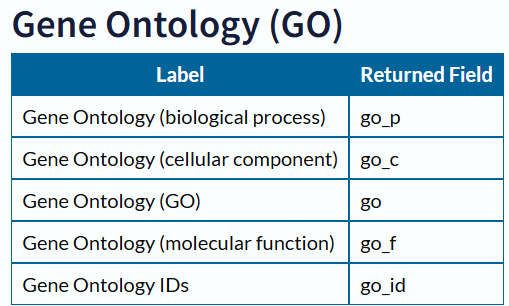 Gene Ontology (GO)
Label Returned Field
Gene Ontology (biological process) go_p
Gene Ontology (cellular component) go_c
Gene Ontology (GO) go
Gene Ontology (molecular function) go_f
Gene Ontology IDs go_id